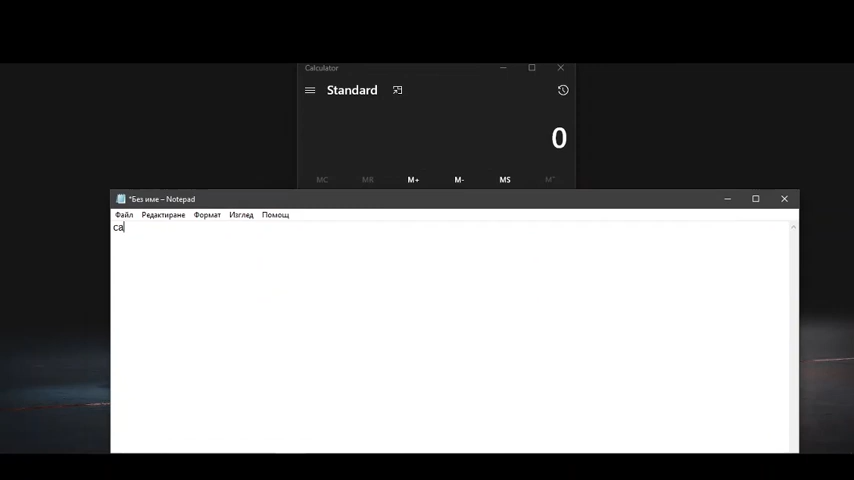 Calculator
Standard
0
MC MR M+ M- MS M˅
*Без име – Notepad
Файл Редактиране Формат Изглед Помощ
ca